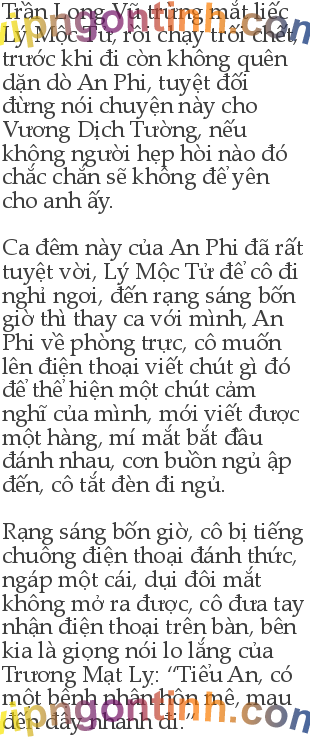 Trần Long Vũ trừng mắt liếc
Lý Mộc Tử, rồi chạy trối chết,
trước khi đi còn không quên
dặn dò An Phi, tuyệt đối
đừng nói chuyện này cho
Vương Dịch Tường, nếu
không người hẹp hòi nào đó
chắc chắn sẽ không để yên
cho anh ấy.
Ca đêm này của An Phi đã rất
tuyệt vời, Lý Mộc Tử để cô đi
nghỉ ngơi, đến rạng sáng bốn
giờ thì thay ca với mình, An
Phi về phòng trực, cô muốn
lên điện thoại viết chút gì đó
để thể hiện một chút cảm
nghĩ của mình, mới viết được
một hàng, mí mắt bắt đầu
đánh nhau, cơn buồn ngủ ập
đến, cô tắt đèn đi ngủ.
Rạng sáng bốn giờ, cô bị tiếng
chuông điện thoại đánh thức,
ngáp một cái, dụi đôi mắt
không mở ra được, cô đưa tay
nhận điện thoại trên bàn, bên
kia là giọng nói lo lắng của
Trương Mạt Ly: “Tiểu An, có
một bệnh nhân hôn mê, mau
đến đây nhanh đi.”
vipngontinh.com
vipngontinh.com